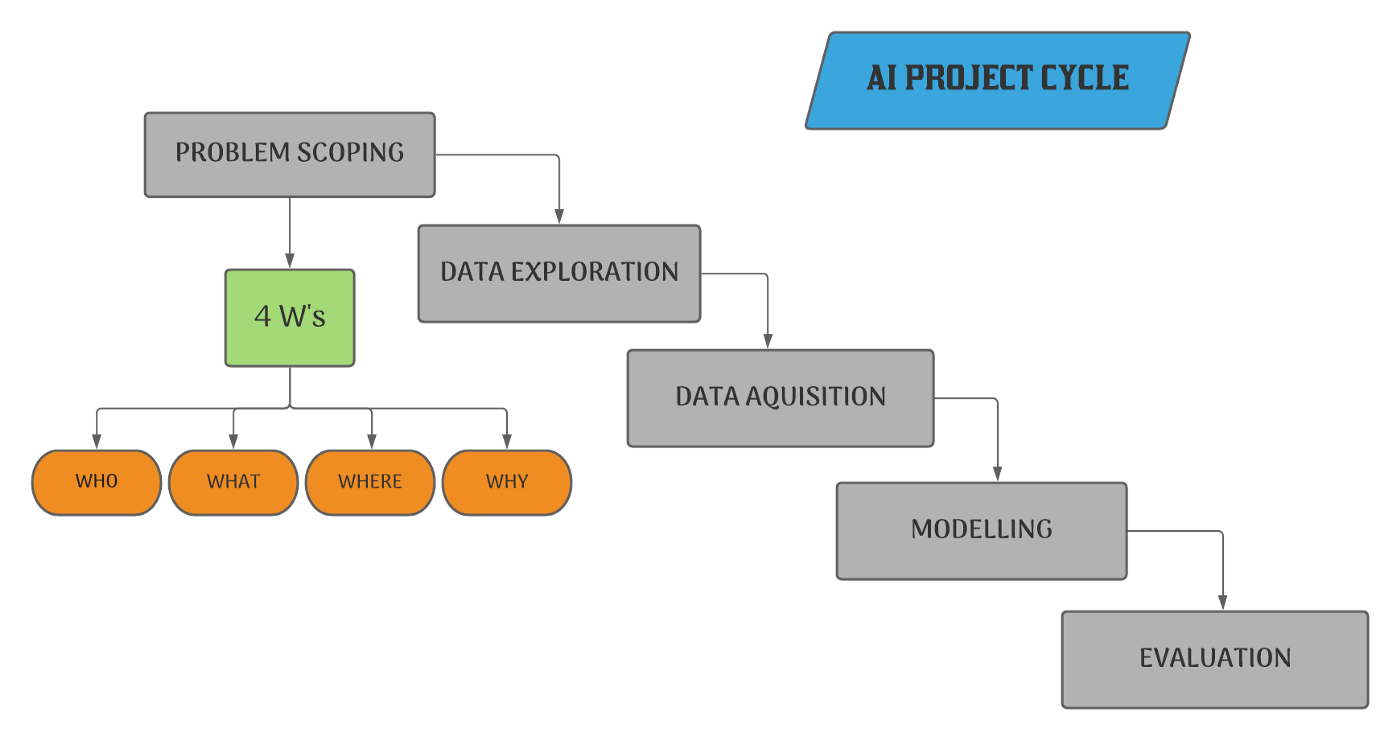 AI PROJECT CYCLE
PROBLEM SCOPING
DATA EXPLORATION
4 W's
DATA AQUISITION
WHO
WHAT
WHERE
WHY
MODELLING
EVALUATION